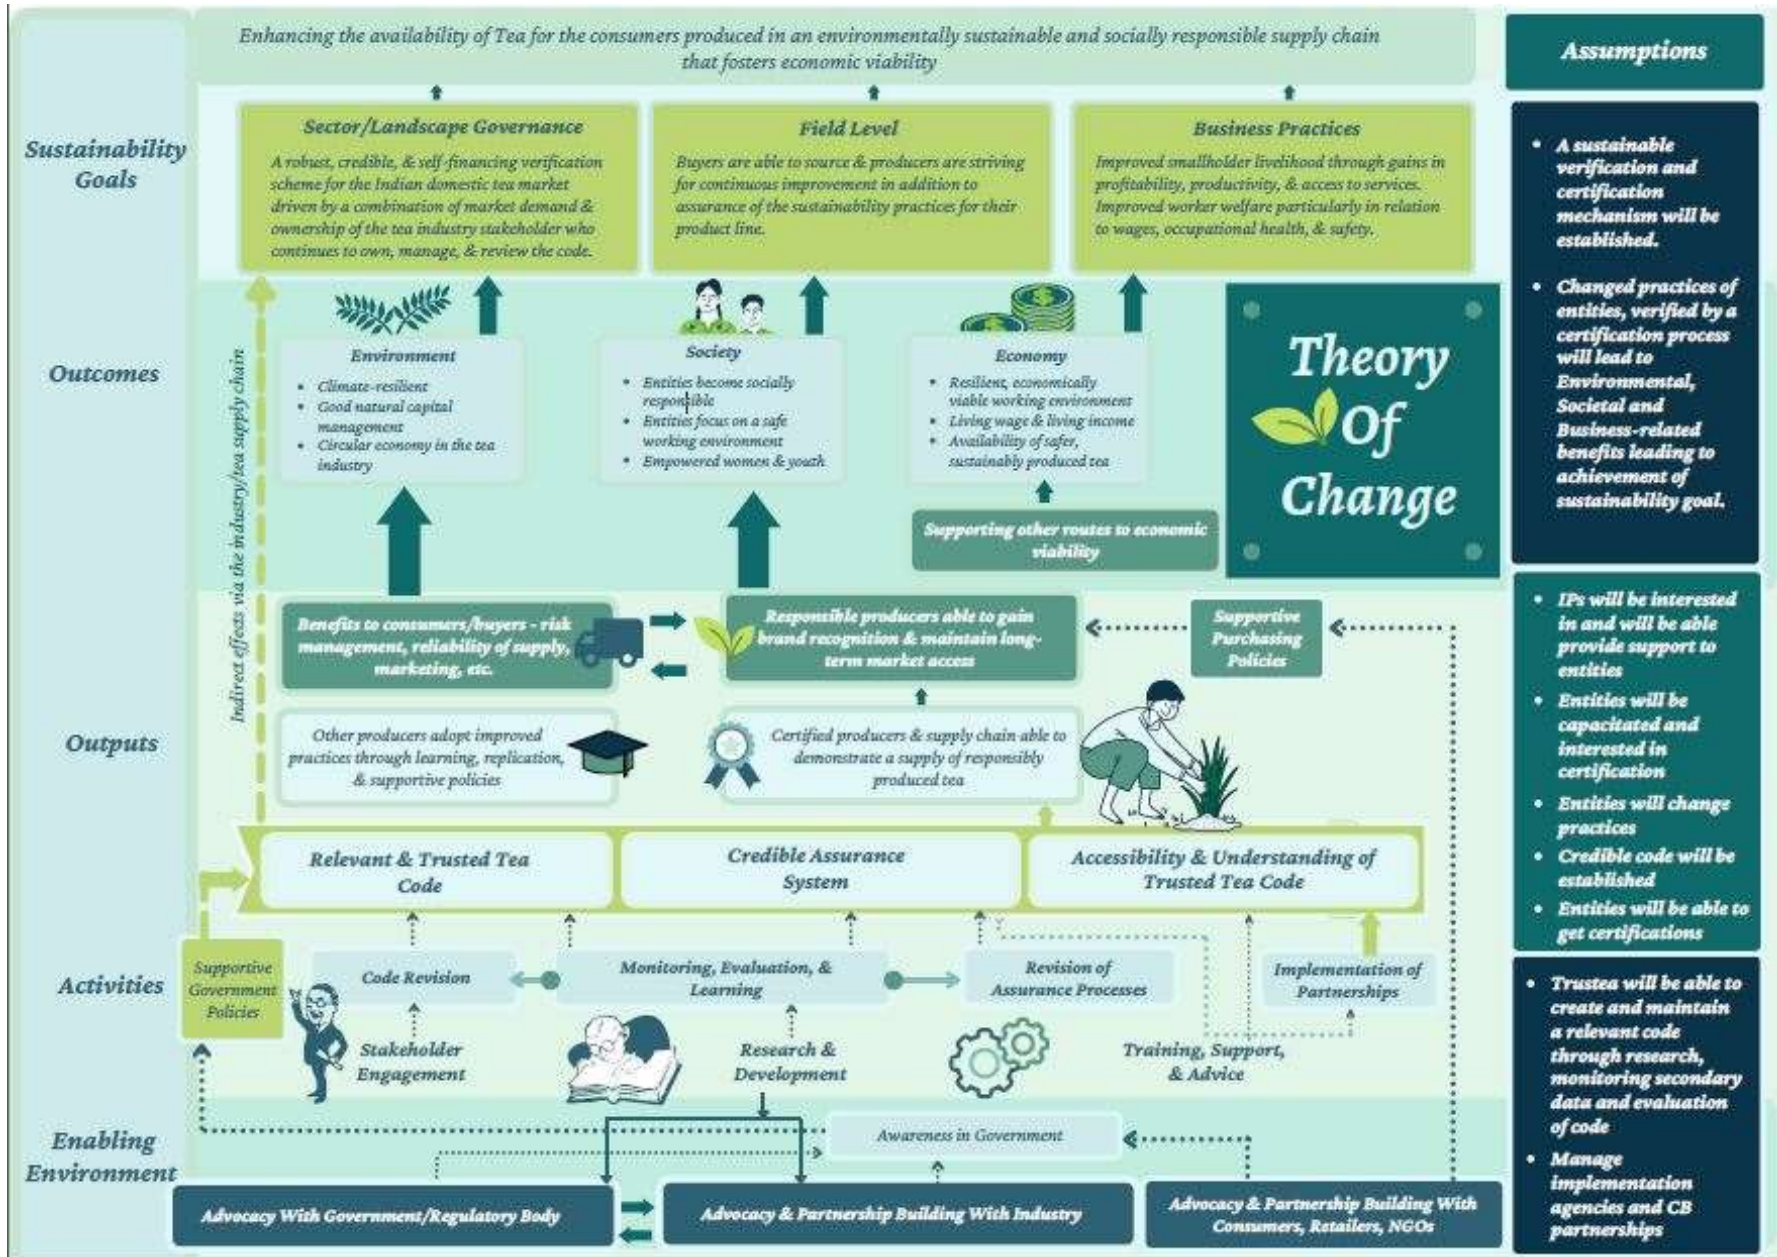 Enhancing the availability of Tea for the consumers produced in an environmentally sustainable and socially responsible supply chain
that fosters economic viability
Assumptions
Sustainability
Goals
Sector/Landscape Governance
A robust, credible, & self-financing verification
scheme for the Indian domestic tea market
driven by a combination of market demand &
ownership of the tea industry stakeholder who
continues to own, manage, & review the code.
Field Level
Buyers are able to source & producers are striving
for continuous improvement in addition to
assurance of the sustainability practices for their
product line.
Business Practices
Improved smallholder livelihood through gains in
profitability, productivity, & access to services.
Improved worker welfare particularly in relation
to wages, occupational health, & safety.
• A sustainable
verification and
certification
mechanism will be
established.
• Changed practices of
entities, verified by a
certification process
will lead to
Environmental,
Societal and
Business-related
benefits leading to
achievement of
sustainability goal.
Outcomes
Indirect effects via the industry/tea supply chain
Environment
• Climate-resilient
• Good natural capital
management
• Circular economy in the tea
industry
Society
• Entities become socially
responsible
• Entities focus on a safe
working environment
• Empowered women & youth
Economy
• Resilient, economically
viable working environment
• Living wage & living income
• Availability of safer,
sustainably produced tea
Theory
Of
Change
Supporting other routes to economic
viability
Outputs
Benefits to consumers/buyers - risk
management, reliability of supply,
marketing, etc.
Responsible producers able to gain
brand recognition & maintain long-
term market access
Supportive
Purchasing
Policies
Other producers adopt improved
practices through learning, replication,
& supportive policies
Certified producers & supply chain able to
demonstrate a supply of responsibly
produced tea
• IPs will be interested
in and will be able
provide support to
entities
• Entities will be
capacitated and
interested in
certification
• Entities will change
practices
• Credible code will be
established
• Entities will be able to
get certifications
Relevant & Trusted Tea
Code
Credible Assurance
System
Accessibility & Understanding of
Trusted Tea Code
Activities
Supportive
Government
Policies
Code Revision
Monitoring, Evaluation, &
Learning
Revision of
Assurance Processes
Implementation of
Partnerships
Stakeholder
Engagement
Research &
Development
Training, Support,
& Advice
• Trustea will be able to
create and maintain
a relevant code
through research,
monitoring secondary
data and evaluation
of code
• Manage
implementation
agencies and CB
partnerships
Enabling
Environment
Awareness in Government
Advocacy With Government/Regulatory Body
Advocacy & Partnership Building With Industry
Advocacy & Partnership Building With
Consumers, Retailers, NGOs